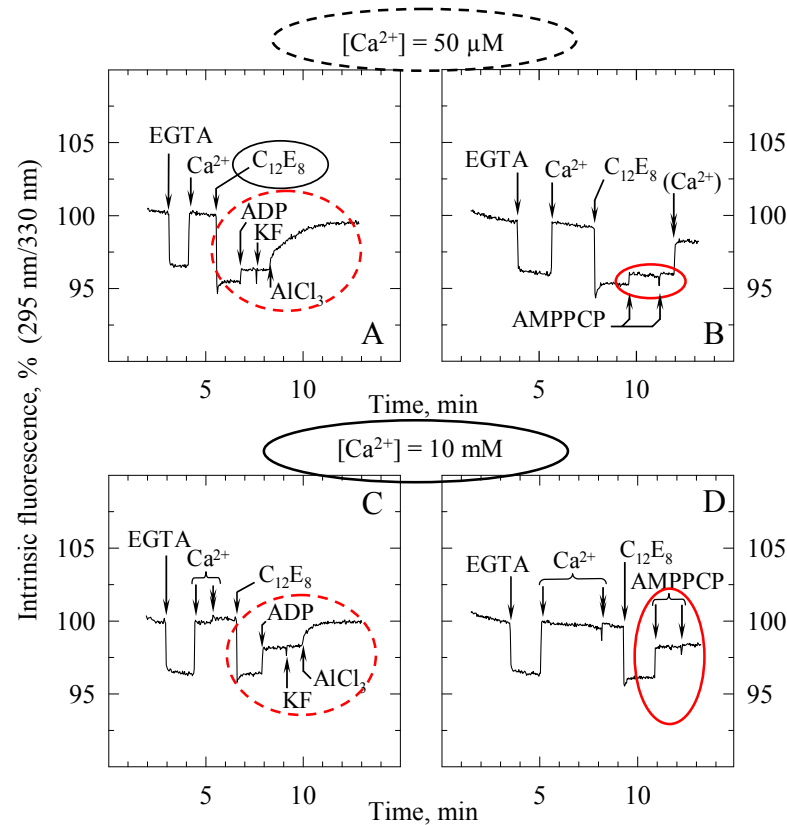 [Ca²⁺] = 50 µM
Intrinsic fluorescence, % (295 nm/330 nm)
105
100
95
EGTA
Ca²⁺
C₁₂E₈
ADP
KF
AlCl₃
A
5
10
EGTA
Ca²⁺
C₁₂E₈
(Ca²⁺)
AMPPCP
B
105
100
95
5
10
Time, min
[Ca²⁺] = 10 mM
105
100
95
EGTA
Ca²⁺
C₁₂E₈
ADP
KF
AlCl₃
C
5
10
EGTA
Ca²⁺
C₁₂E₈
AMPPCP
D
105
100
95
5
10
Time, min